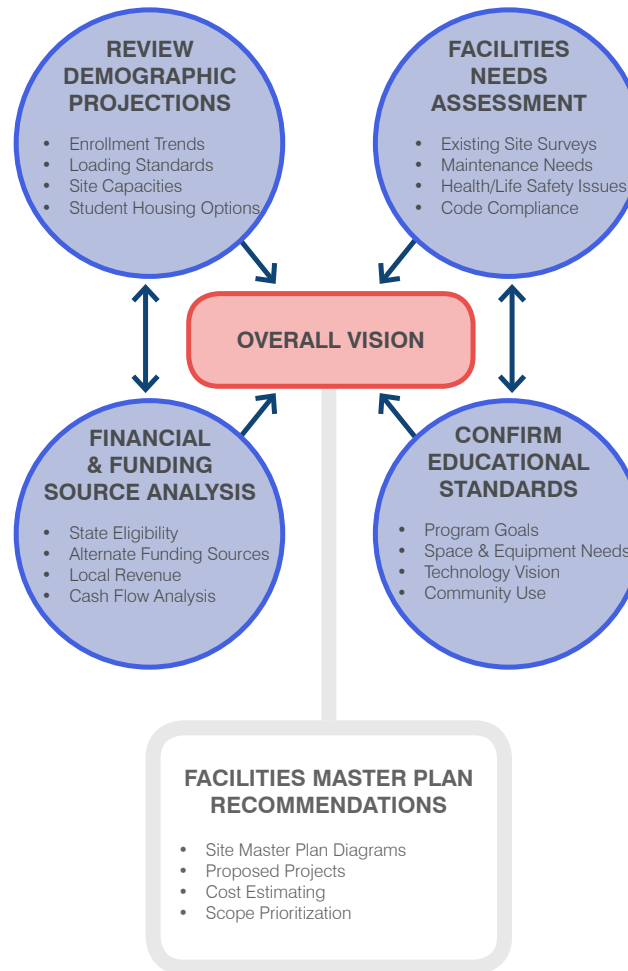 REVIEW
DEMOGRAPHIC
PROJECTIONS
• Enrollment Trends
• Loading Standards
• Site Capacities
• Student Housing Options
FACILITIES
NEEDS
ASSESSMENT
• Existing Site Surveys
• Maintenance Needs
• Health/Life Safety Issues
• Code Compliance
OVERALL VISION
FINANCIAL
& FUNDING
SOURCE ANALYSIS
• State Eligibility
• Alternate Funding Sources
• Local Revenue
• Cash Flow Analysis
CONFIRM
EDUCATIONAL
STANDARDS
• Program Goals
• Space & Equipment Needs
• Technology Vision
• Community Use
FACILITIES MASTER PLAN
RECOMMENDATIONS
• Site Master Plan Diagrams
• Proposed Projects
• Cost Estimating
• Scope Prioritization